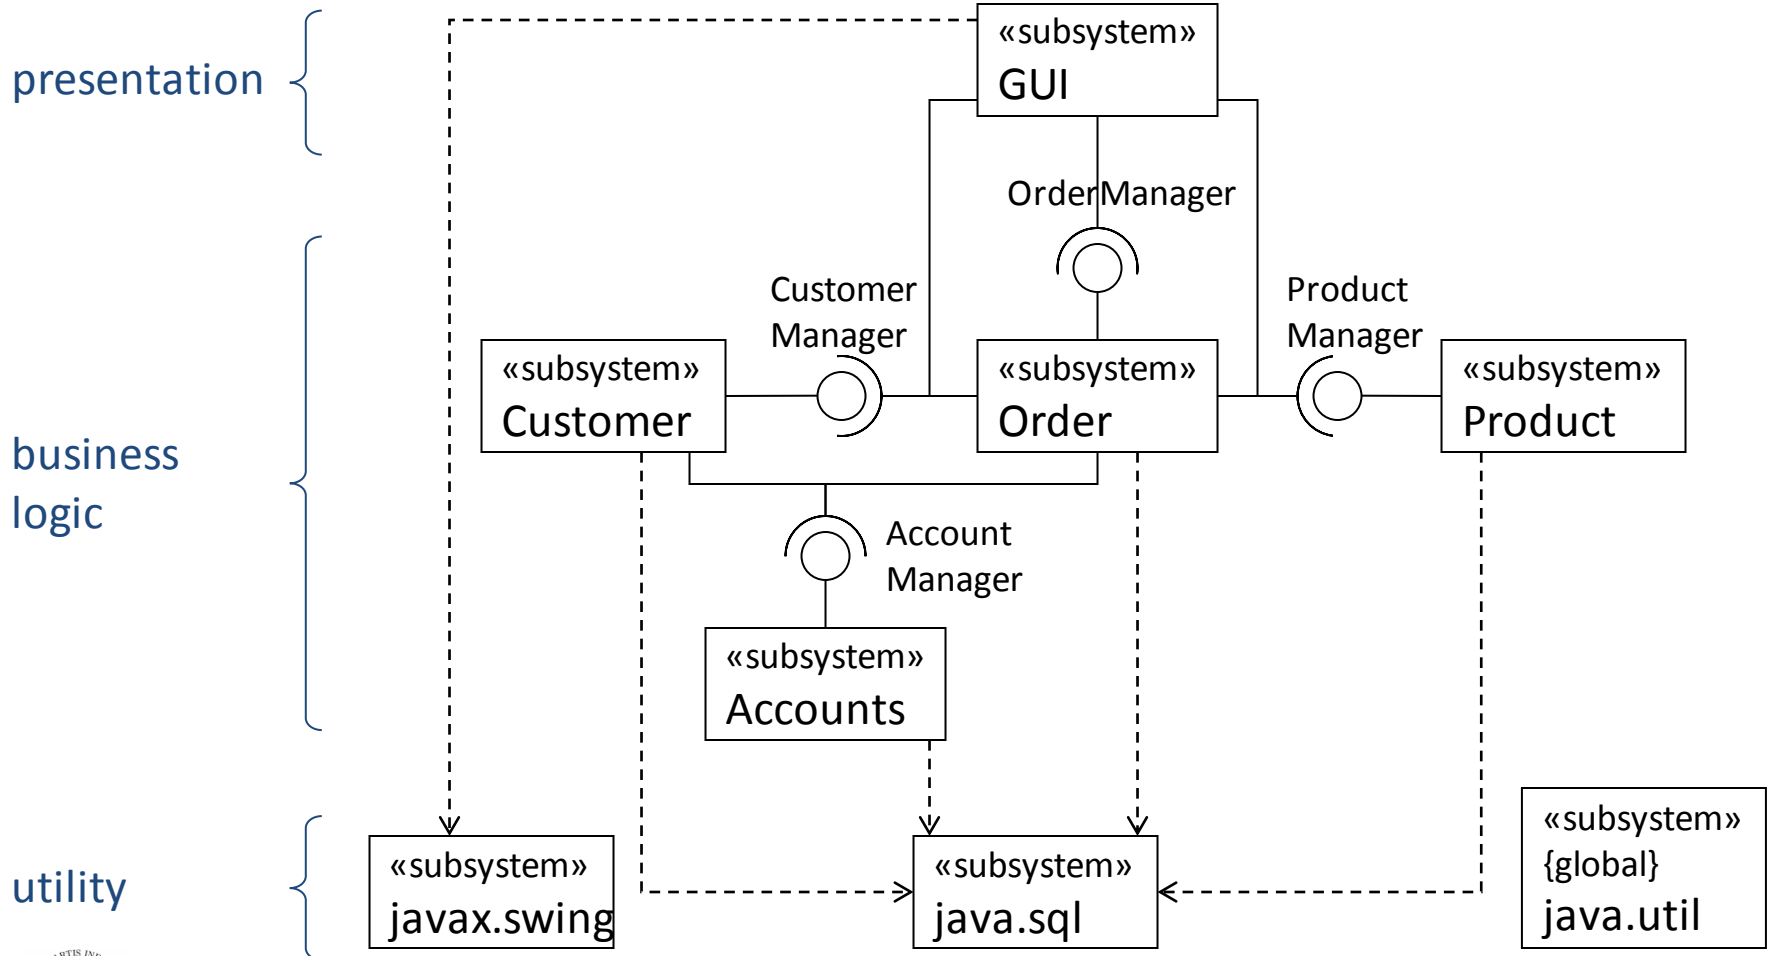 presentation
«subsystem»
GUI
OrderManager
Customer
Manager
Product
Manager
business
logic
«subsystem»
Customer
«subsystem»
Order
«subsystem»
Product
Account
Manager
«subsystem»
Accounts
utility
«subsystem»
javax.swing
«subsystem»
java.sql
«subsystem»
{global}
java.util